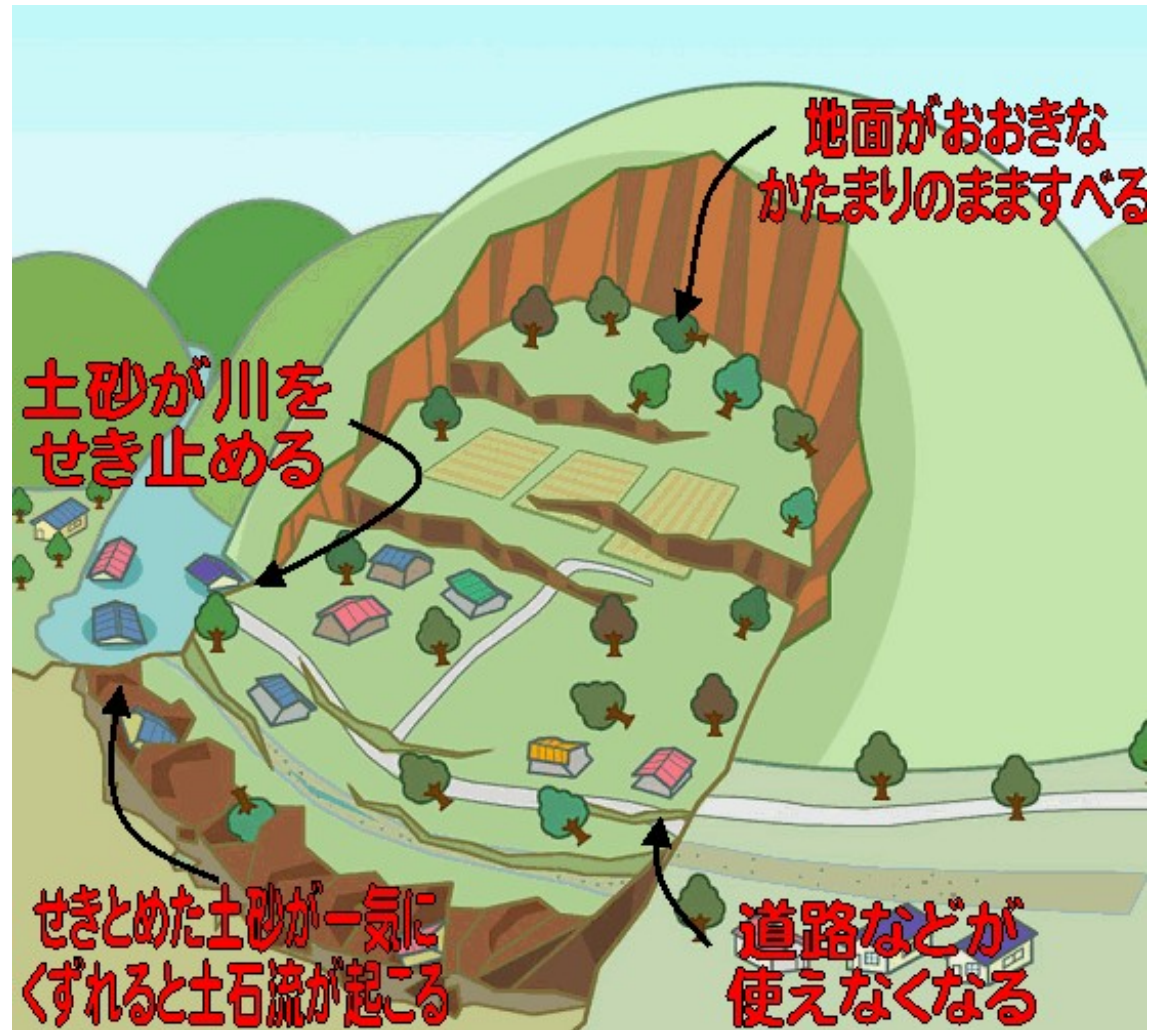 地面がおおきな
かたまりのまますべる
土砂が川を
せき止める
せきとめた土砂が一気に
くずれると土石流が起こる
道路などが
使えなくなる